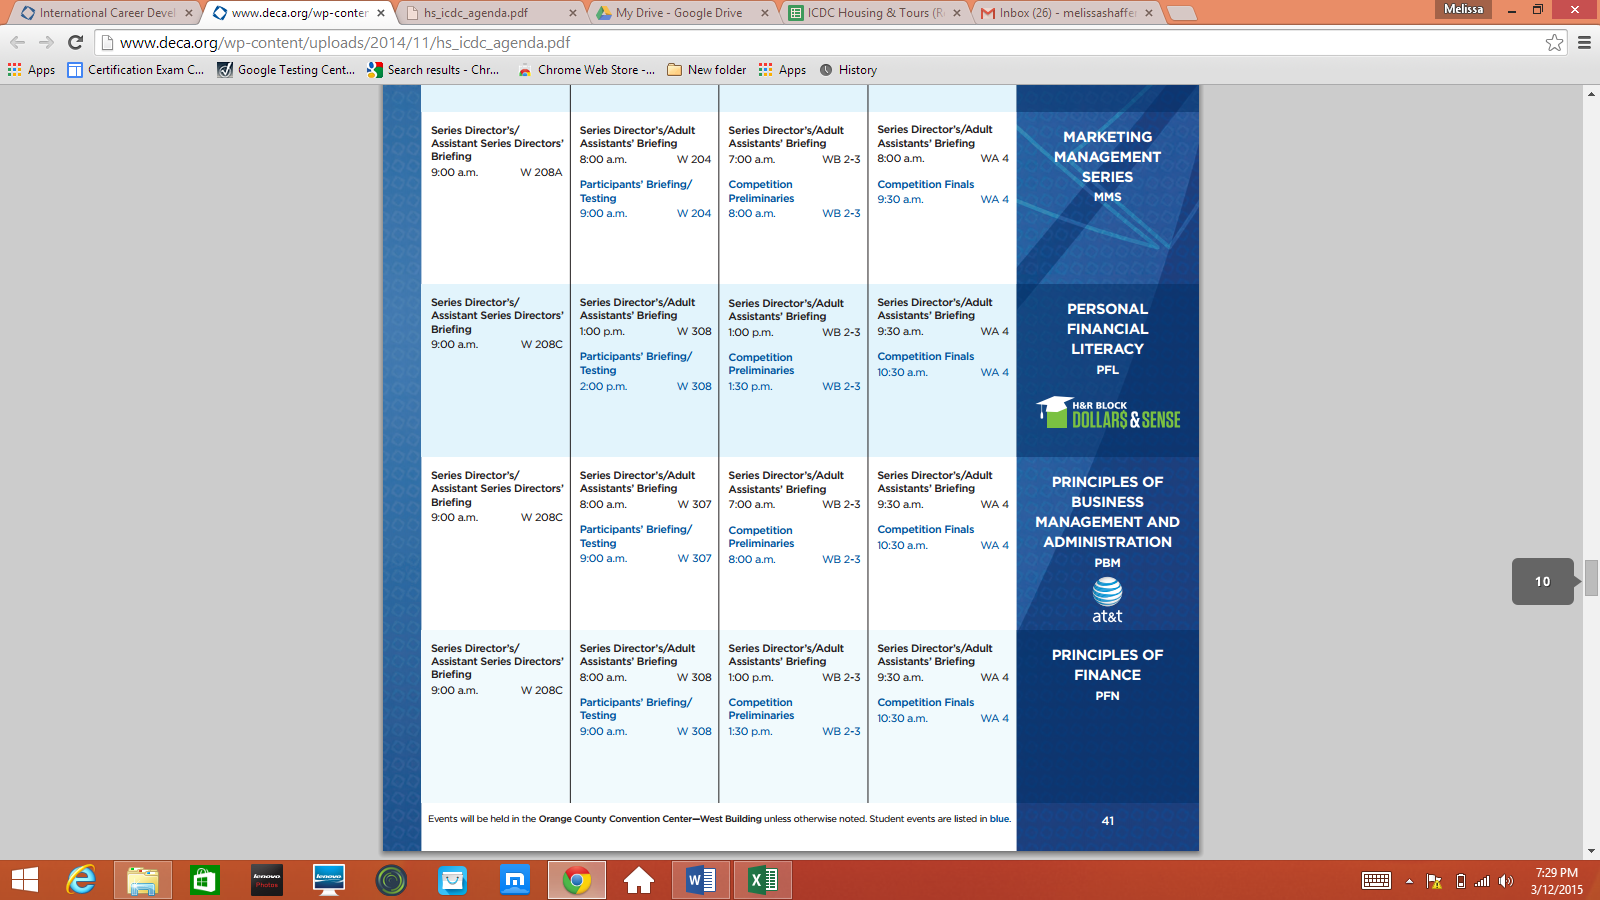 International Career Devel
www.deca.org/wp-conter
hs_icdc_agenda.pdf
My Drive - Google Drive
ICDC Housing & Tours (R
Inbox (26) - melissashaffer
Melissa
www.deca.org/wp-content/uploads/2014/11/hs_icdc_agenda.pdf
Apps
Certification Exam C...
Google Testing Cent...
Search results - Chr...
Chrome Web Store -...
New folder
Apps
History
Series Director's/
Assistant Series Directors'
Briefing
9:00 a.m. W 208A
Series Director's/Adult
Assistants' Briefing
8:00 a.m. W 204
Participants' Briefing/
Testing
9:00 a.m. W 204
Series Director's/Adult
Assistants' Briefing
7:00 a.m. WB 2-3
Competition
Preliminaries
8:00 a.m. WB 2-3
Series Director's/Adult
Assistants' Briefing
8:00 a.m. WA 4
Competition Finals
9:30 a.m. WA 4
MARKETING
MANAGEMENT
SERIES
MMS
Series Director's/
Assistant Series Directors'
Briefing
9:00 a.m. W 208C
Series Director's/Adult
Assistants' Briefing
1:00 p.m. W 308
Participants' Briefing/
Testing
2:00 p.m. W 308
Series Director's/Adult
Assistants' Briefing
1:00 p.m. WB 2-3
Competition
Preliminaries
1:30 p.m. WB 2-3
Series Director's/Adult
Assistants' Briefing
9:30 a.m. WA 4
Competition Finals
10:30 a.m. WA 4
PERSONAL
FINANCIAL
LITERACY
PFL
H&R BLOCK
DOLLAR$ & SENSE
Series Director's/
Assistant Series Directors'
Briefing
9:00 a.m. W 208C
Series Director's/Adult
Assistants' Briefing
8:00 a.m. W 307
Participants' Briefing/
Testing
9:00 a.m. W 307
Series Director's/Adult
Assistants' Briefing
7:00 a.m. WB 2-3
Competition
Preliminaries
8:00 a.m. WB 2-3
Series Director's/Adult
Assistants' Briefing
9:30 a.m. WA 4
Competition Finals
10:30 a.m. WA 4
PRINCIPLES OF
BUSINESS
MANAGEMENT AND
ADMINISTRATION
PBM
at&t
10
Series Director's/
Assistant Series Directors'
Briefing
9:00 a.m. W 208C
Series Director's/Adult
Assistants' Briefing
8:00 a.m. W 308
Participants' Briefing/
Testing
9:00 a.m. W 308
Series Director's/Adult
Assistants' Briefing
1:00 p.m. WB 2-3
Competition
Preliminaries
1:30 p.m. WB 2-3
Series Director's/Adult
Assistants' Briefing
9:30 a.m. WA 4
Competition Finals
10:30 a.m. WA 4
PRINCIPLES OF
FINANCE
PFN
Events will be held in the Orange County Convention Center—West Building unless otherwise noted. Student events are listed in blue.
41
lenovo
Photos
lenovo
7:29 PM
3/12/2015